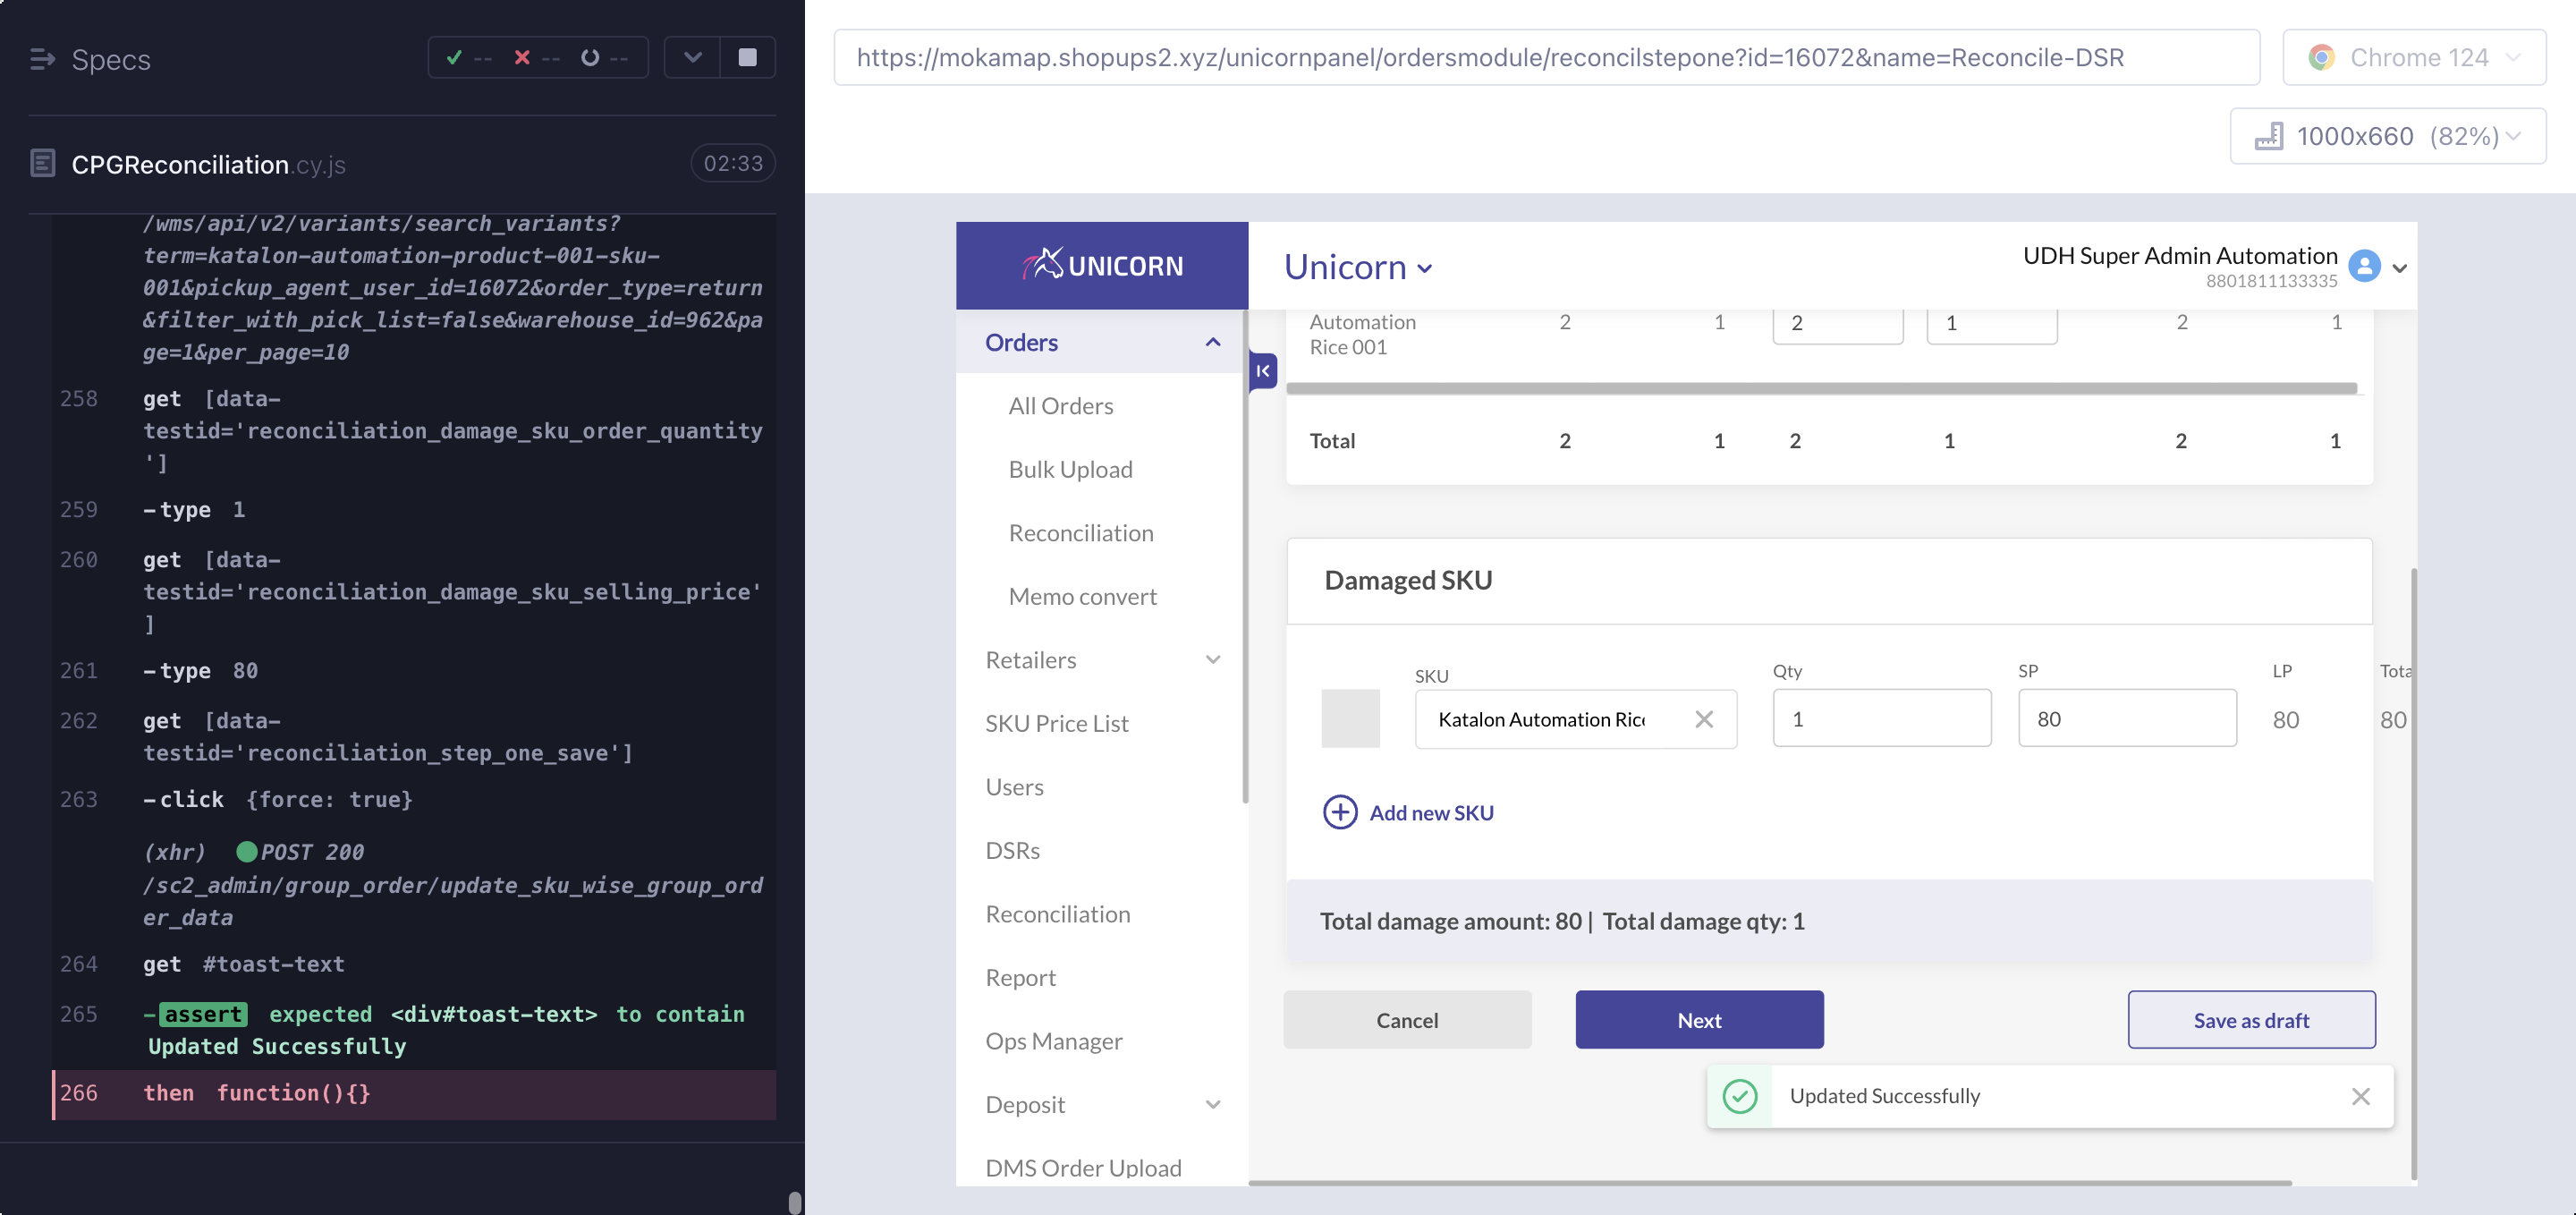 Specs
-- -- --
CPGReconciliation.cy.js
02:33
/wms/api/v2/variants/search_variants?
term=katalon-automation-product-001-sku-
001&pickup_agent_user_id=16072&order_type=return
&filter_with_pick_list=false&warehouse_id=962&pa
ge=1&per_page=10
258 get [data-
testid='reconciliation_damage_sku_order_quantity
']
259 -type 1
260 get [data-
testid='reconciliation_damage_sku_selling_price'
]
261 -type 80
262 get [data-
testid='reconciliation_step_one_save']
263 -click {force: true}
(xhr) POST 200
/sc2_admin/group_order/update_sku_wise_group_ord
er_data
264 get #toast-text
265 -assert expected <div#toast-text> to contain
Updated Successfully
266 then function(){}
https://mokamap.shopups2.xyz/unicornpanel/ordersmodule/reconcilstepone?id=16072&name=Reconcile-DSR
Chrome 124
1000x660 (82%)
UNICORN
Unicorn
UDH Super Admin Automation
8801811133335
Orders
All Orders
Bulk Upload
Reconciliation
Memo convert
Retailers
SKU Price List
Users
DSRs
Reconciliation
Report
Ops Manager
Deposit
DMS Order Upload
Automation 2 1 2 1 2 1
Rice 001
Total 2 1 2 1 2 1
Damaged SKU
SKU Qty SP LP Tota
Katalon Automation Rice 1 80 80 80
Add new SKU
Total damage amount: 80 | Total damage qty: 1
Cancel
Next
Save as draft
Updated Successfully